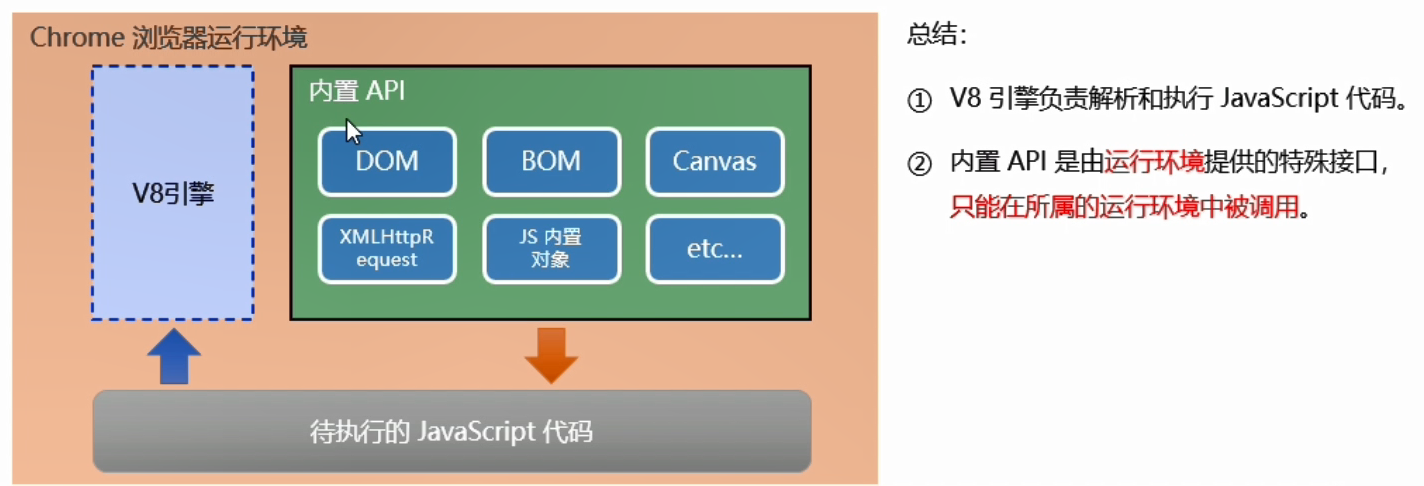 Chrome 浏览器运行环境
V8引擎
内置 API
DOM
BOM
Canvas
XMLHttpR
equest
JS 内置
对象
etc...
待执行的 JavaScript 代码
总结：
① V8 引擎负责解析和执行 JavaScript 代码。
② 内置 API 是由运行环境提供的特殊接口，
只能在所属的运行环境中被调用。